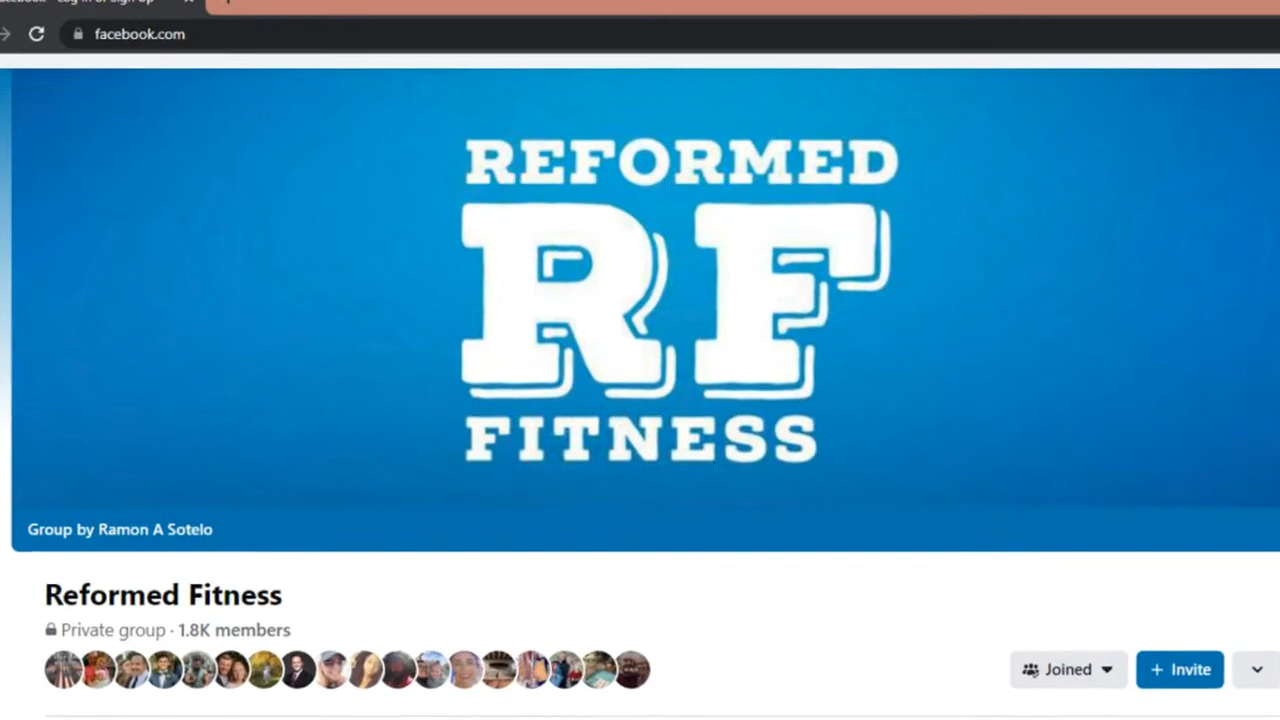 facebook.com
REFORMED
RF
FITNESS
Group by Ramon A Sotelo
Reformed Fitness
Private group · 1.8K members
Joined
+ Invite